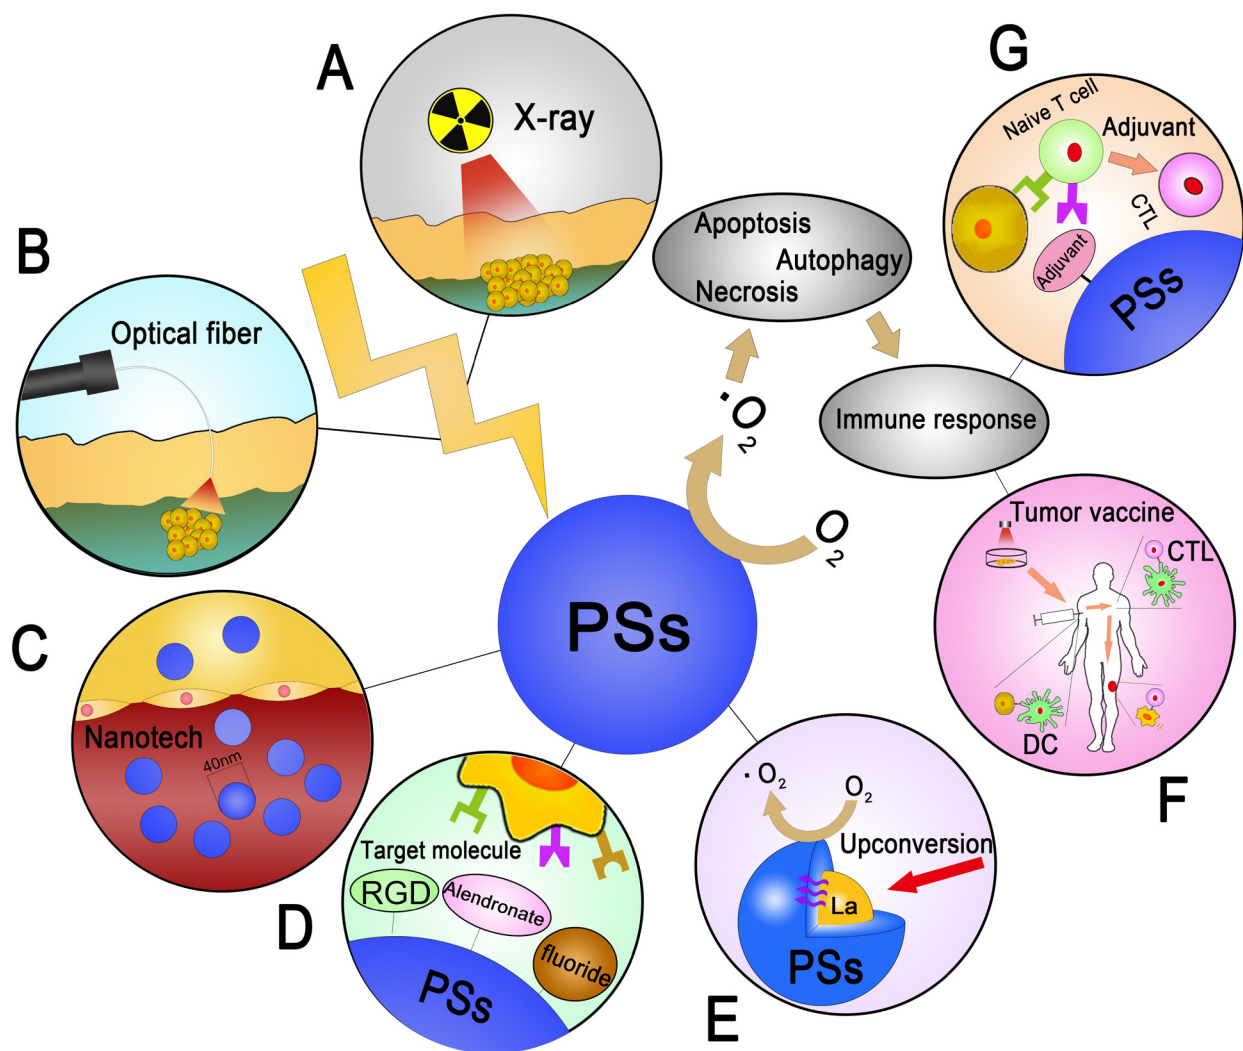 A
X-ray
B
Optical fiber
C
Nanotech
40nm
D
Target molecule
RGD
Alendronate
fluoride
PSs
PSs
O₂
·O₂
Apoptosis
Autophagy
Necrosis
Immune response
E
·O₂
O₂
Upconversion
La
PSs
F
Tumor vaccine
CTL
DC
G
Naive T cell
Adjuvant
CTL
Adjuvant
PSs